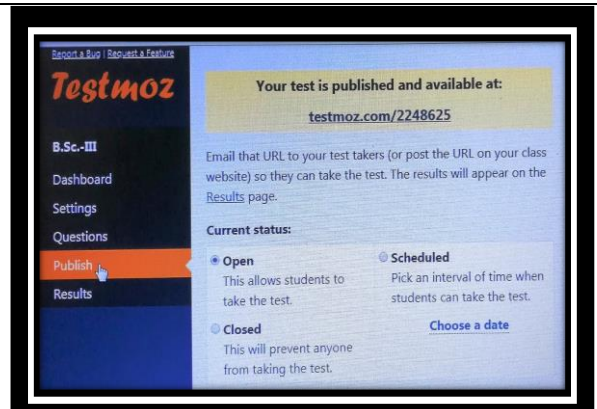 Report a Bug | Request a Feature
Testmoz
B.Sc.-III
Dashboard
Settings
Questions
Publish
Results
Your test is published and available at:
testmoz.com/2248625
Email that URL to your test takers (or post the URL on your class
website) so they can take the test. The results will appear on the
Results page.
Current status:
Open
This allows students to
take the test.
Scheduled
Pick an interval of time when
students can take the test.
Choose a date
Closed
This will prevent anyone
from taking the test.